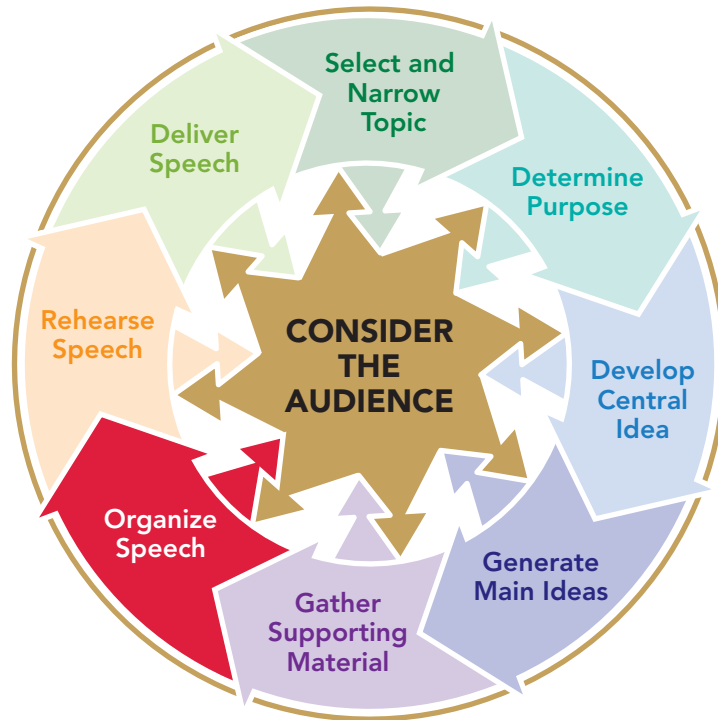 Select and
Narrow
Topic
Determine
Purpose
Develop
Central
Idea
Generate
Main Ideas
Gather
Supporting
Material
Organize
Speech
Rehearse
Speech
Deliver
Speech
CONSIDER
THE
AUDIENCE